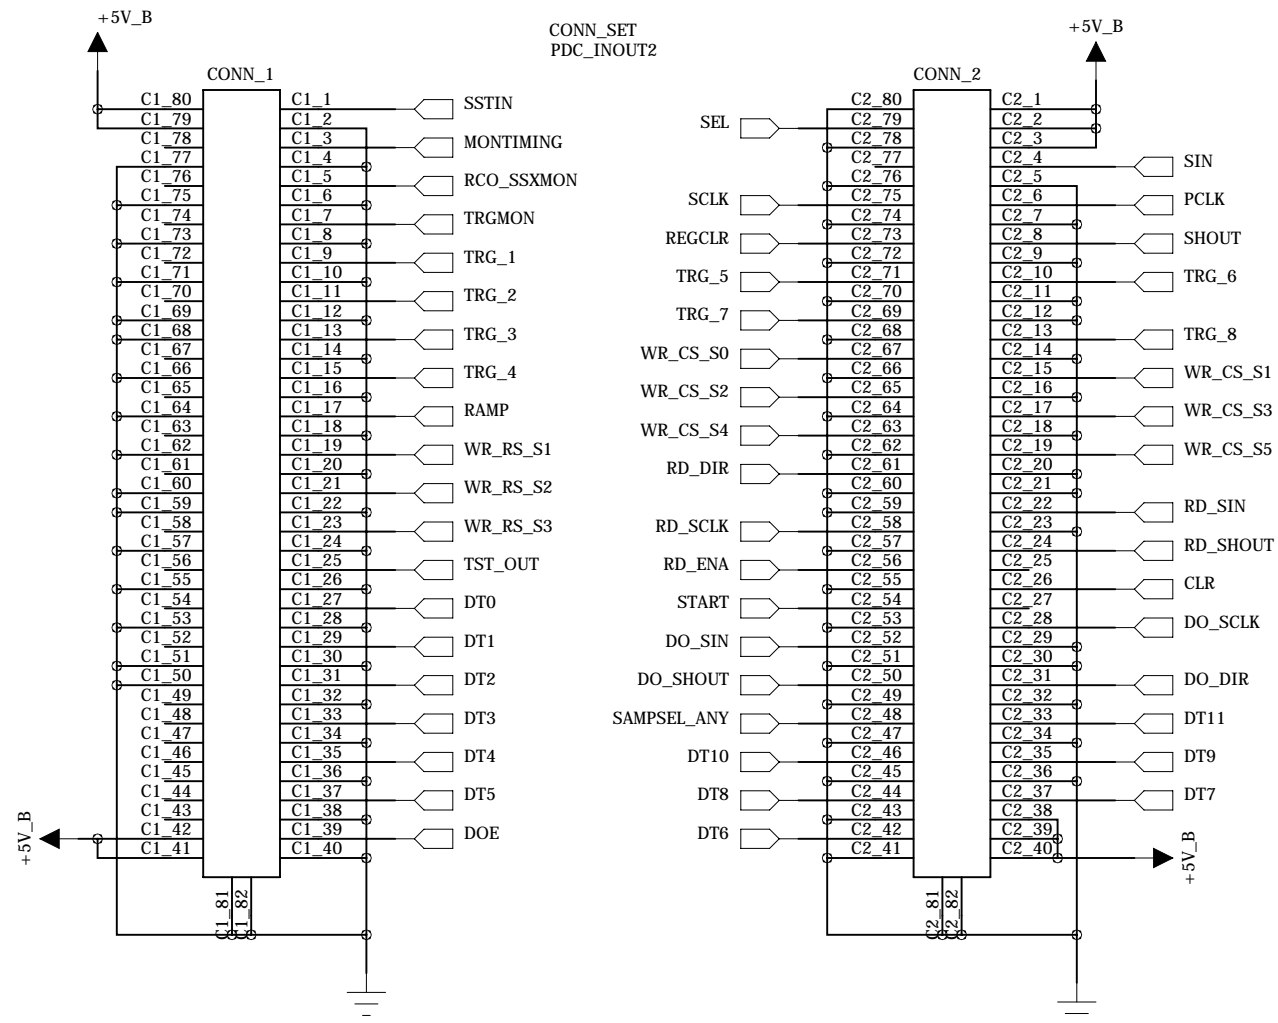 +5V_B
CONN_SET
PDC_INOUT2
+5V_B
CONN_1
C1_80 C1_1 SSTIN
C1_79 C1_2
C1_78 C1_3 MONTIMING
C1_77 C1_4
C1_76 C1_5 RCO_SSXMON
C1_75 C1_6
C1_74 C1_7 TRGMON
C1_73 C1_8
C1_72 C1_9 TRG_1
C1_71 C1_10
C1_70 C1_11 TRG_2
C1_69 C1_12
C1_68 C1_13 TRG_3
C1_67 C1_14
C1_66 C1_15 TRG_4
C1_65 C1_16
C1_64 C1_17 RAMP
C1_63 C1_18
C1_62 C1_19 WR_RS_S1
C1_61 C1_20
C1_60 C1_21 WR_RS_S2
C1_59 C1_22
C1_58 C1_23 WR_RS_S3
C1_57 C1_24
C1_56 C1_25 TST_OUT
C1_55 C1_26
C1_54 C1_27 DT0
C1_53 C1_28
C1_52 C1_29 DT1
C1_51 C1_30
C1_50 C1_31 DT2
C1_49 C1_32
C1_48 C1_33 DT3
C1_47 C1_34
C1_46 C1_35 DT4
C1_45 C1_36
C1_44 C1_37 DT5
C1_43 C1_38
C1_42 C1_39 DOE
C1_41 C1_40
+5V_B
C1_81
C1_82
CONN_2
C2_80 C2_1
SEL C2_79 C2_2
C2_78 C2_3
C2_77 C2_4 SIN
C2_76 C2_5
SCLK C2_75 C2_6 PCLK
C2_74 C2_7
REGCLR C2_73 C2_8 SHOUT
C2_72 C2_9
TRG_5 C2_71 C2_10 TRG_6
C2_70 C2_11
TRG_7 C2_69 C2_12
C2_68 C2_13 TRG_8
WR_CS_S0 C2_67 C2_14
C2_66 C2_15 WR_CS_S1
WR_CS_S2 C2_65 C2_16
C2_64 C2_17 WR_CS_S3
WR_CS_S4 C2_63 C2_18
C2_62 C2_19 WR_CS_S5
RD_DIR C2_61 C2_20
C2_60 C2_21
C2_59 C2_22 RD_SIN
RD_SCLK C2_58 C2_23
C2_57 C2_24 RD_SHOUT
RD_ENA C2_56 C2_25
C2_55 C2_26 CLR
START C2_54 C2_27
C2_53 C2_28 DO_SCLK
DO_SIN C2_52 C2_29
C2_51 C2_30
DO_SHOUT C2_50 C2_31 DO_DIR
C2_49 C2_32
SAMPSEL_ANY C2_48 C2_33 DT11
C2_47 C2_34
DT10 C2_46 C2_35 DT9
C2_45 C2_36
DT8 C2_44 C2_37 DT7
C2_43 C2_38
DT6 C2_42 C2_39
C2_41 C2_40
+5V_B
C2_81
C2_82